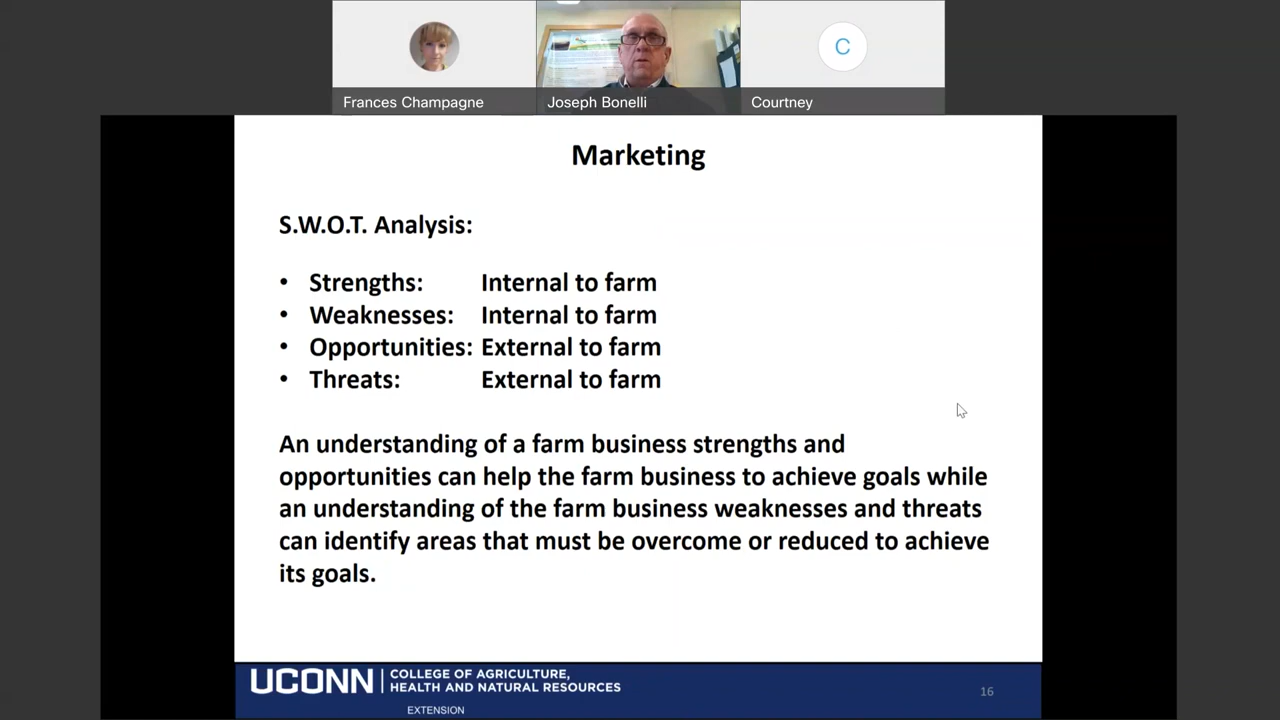 Frances Champagne
Joseph Bonelli
C
Courtney
Marketing
S.W.O.T. Analysis:
• Strengths: Internal to farm
• Weaknesses: Internal to farm
• Opportunities: External to farm
• Threats: External to farm
An understanding of a farm business strengths and
opportunities can help the farm business to achieve goals while
an understanding of the farm business weaknesses and threats
can identify areas that must be overcome or reduced to achieve
its goals.
UCONN
COLLEGE OF AGRICULTURE,
HEALTH AND NATURAL RESOURCES
EXTENSION
16